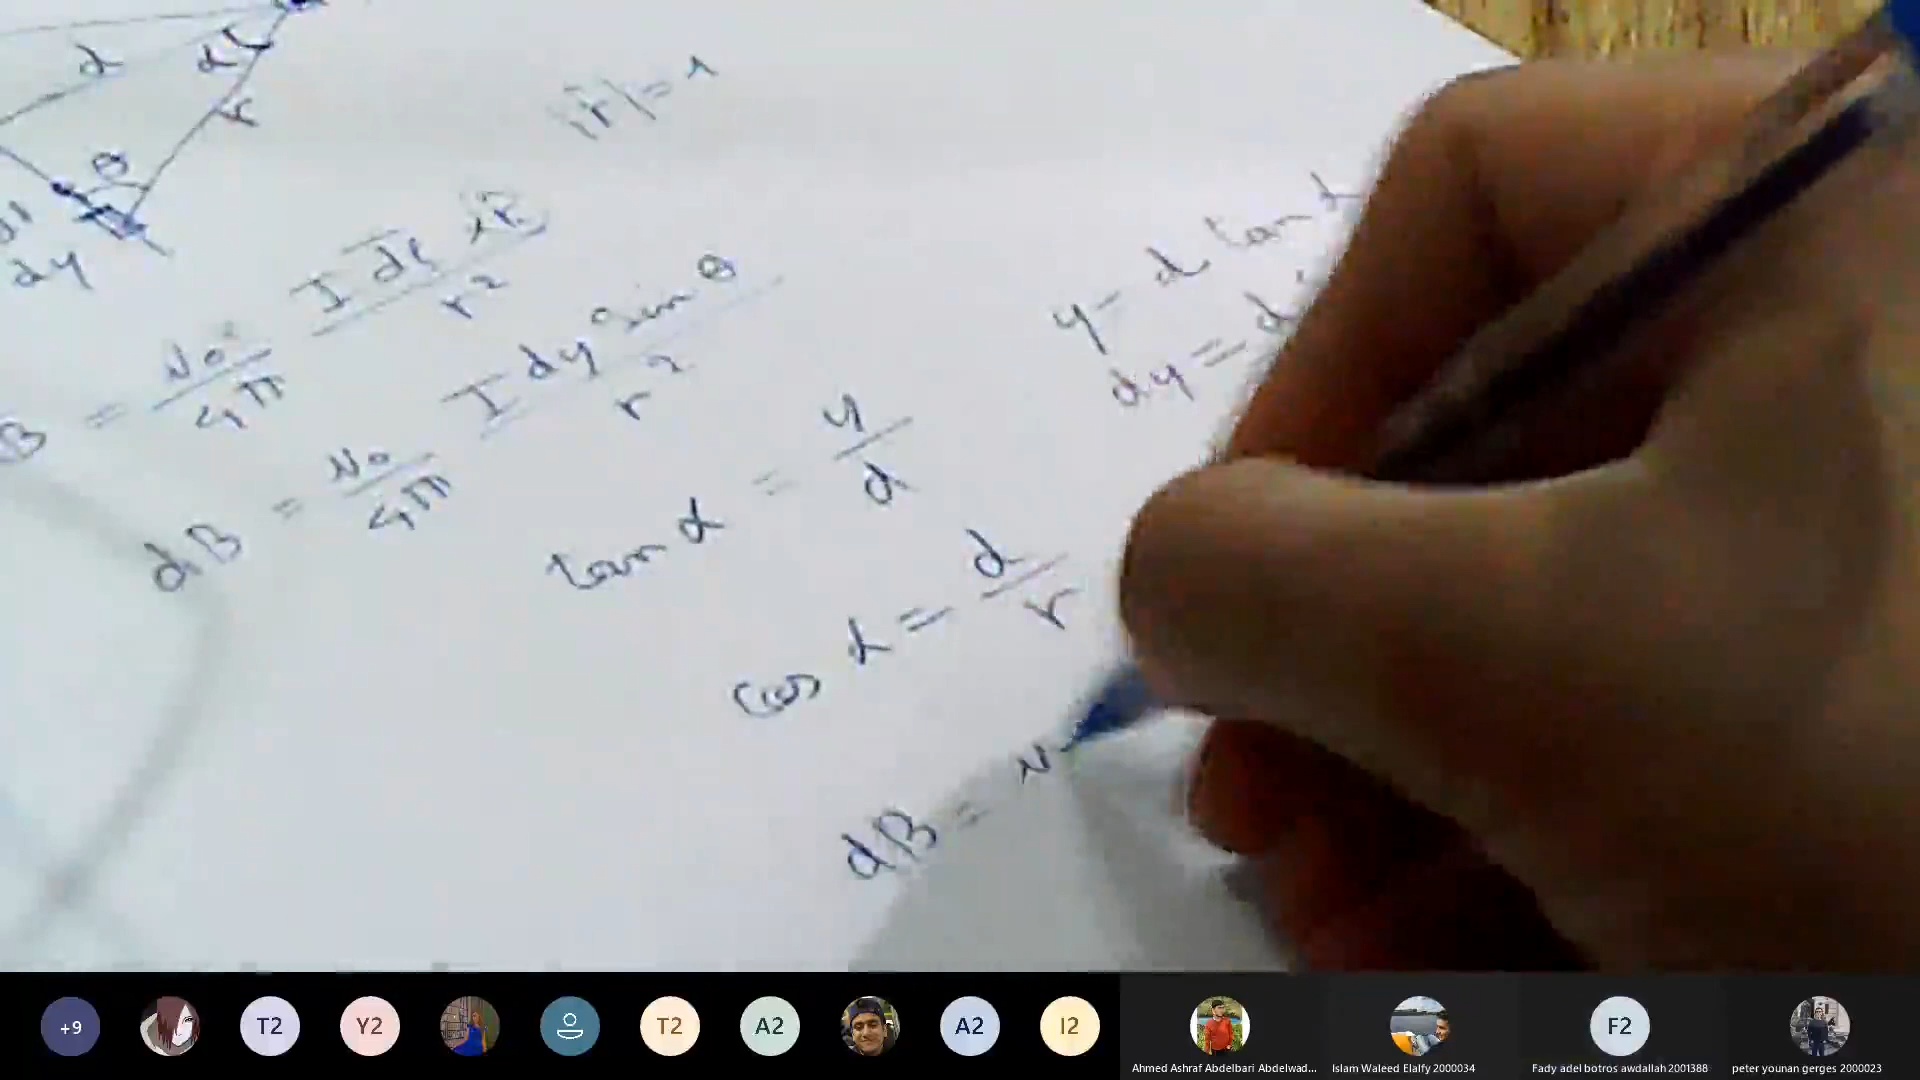 α
α
r
θ
dy
|r̂| = 1
B = μ₀/4π I dℓ x r̂ / r²
dB = μ₀/4π I dy sin θ / r²
tan α = y/d
cos α = d/r
y = d tan α
dy = d
dB = μ
+9
T2
Y2
T2
A2
A2
I2
F2
Ahmed Ashraf Abdelbari Abdelwad...
Islam Waleed Elalfy 2000034
Fady adel botros awdallah 2001388
peter younan gerges 2000023